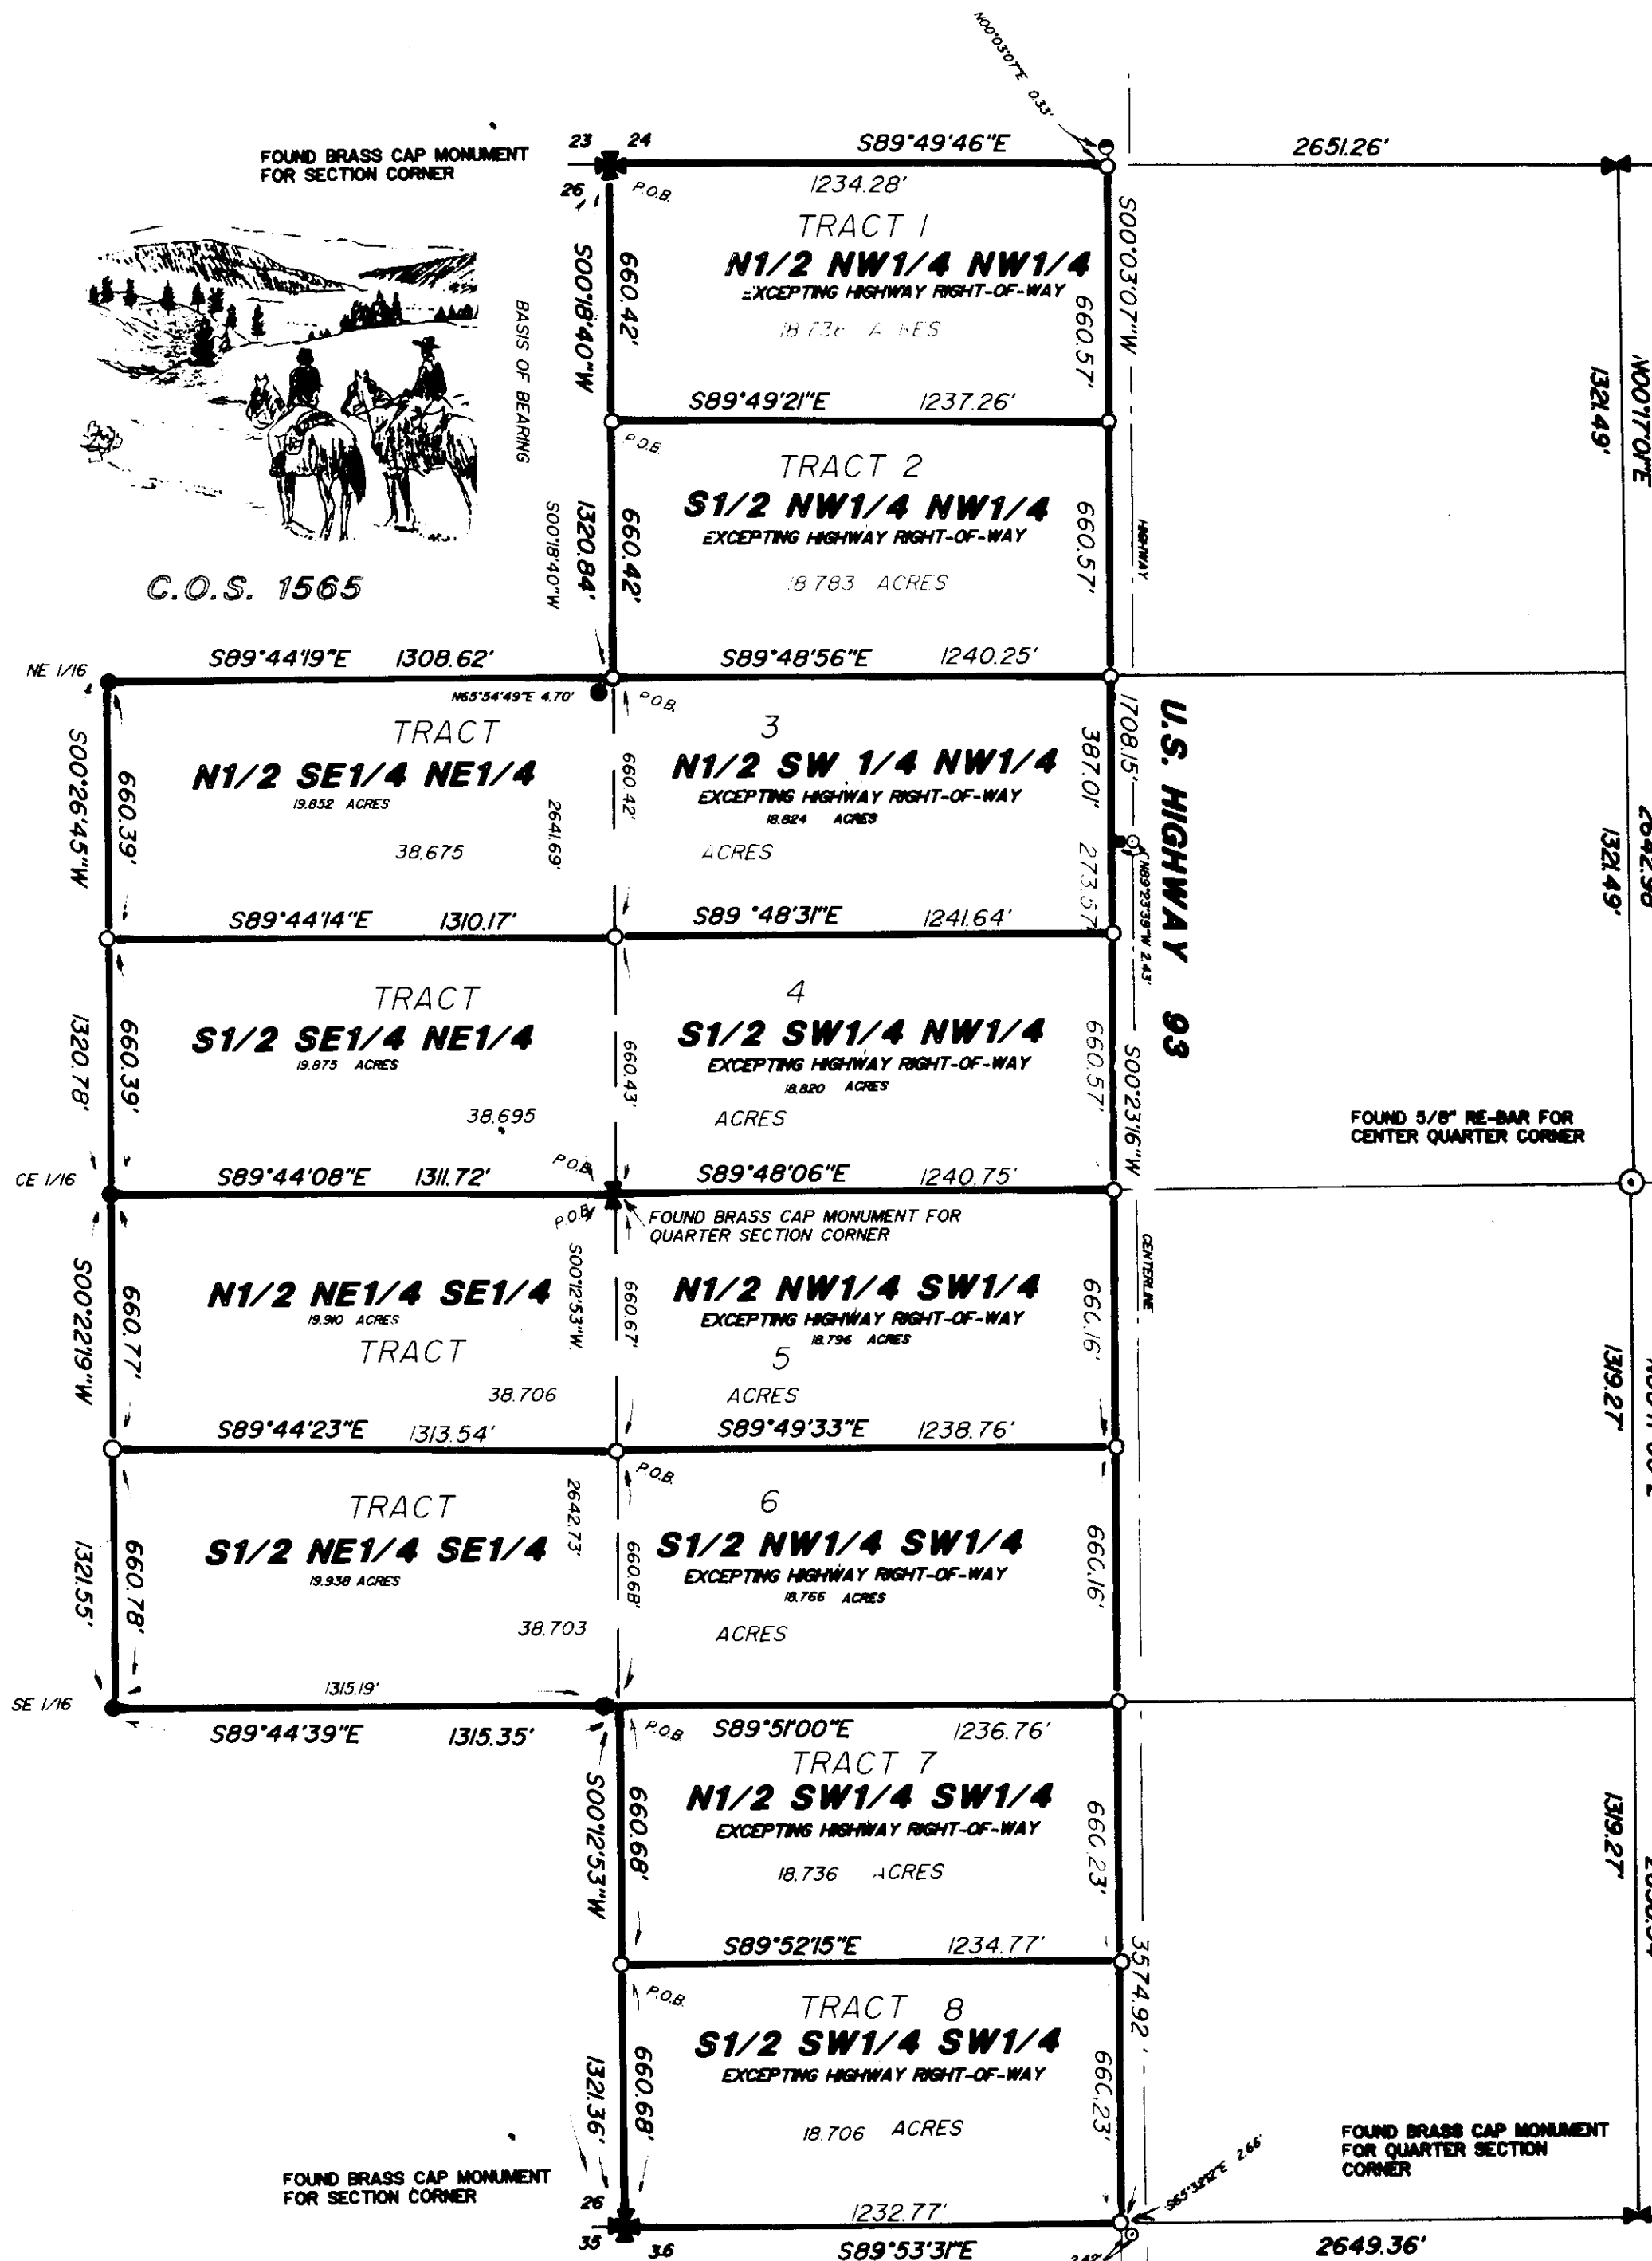 N00°03'07"E 0.33'
FOUND BRASS CAP MONUMENT
FOR SECTION CORNER
23 24
26
P.O.B.
S89°49'46"E
1234.28'
2651.26'
TRACT 1
N1/2 NW1/4 NW1/4
EXCEPTING HIGHWAY RIGHT-OF-WAY
S00°18'40"W
660.42'
660.57'
S00°03'07"W
BASIS OF BEARING
N00°17'01"E
1321.49'
S89°49'21"E 1237.26'
P.O.B.
TRACT 2
S1/2 NW1/4 NW1/4
EXCEPTING HIGHWAY RIGHT-OF-WAY
18.783 ACRES
S00°18'40"W
1320.84'
660.42'
660.57'
HIGHWAY
C.O.S. 1565
NE 1/16
S89°44'19"E 1308.62'
S89°48'56"E 1240.25'
N65°54'49"E 4.70'
P.O.B.
TRACT 3
N1/2 SE1/4 NE1/4
19.852 ACRES
N1/2 SW 1/4 NW1/4
EXCEPTING HIGHWAY RIGHT-OF-WAY
18.824 ACRES
38.675 ACRES
S00°26'45"W
660.39'
2641.69'
660.42'
387.01'
273.57'
1708.15'
N89°23'39"W 2.43'
U.S. HIGHWAY 93
2642.98'
1321.49'
S89°44'14"E 1310.17'
S89°48'31"E 1241.64'
TRACT 4
S1/2 SE1/4 NE1/4
19.875 ACRES
S1/2 SW1/4 NW1/4
EXCEPTING HIGHWAY RIGHT-OF-WAY
18.820 ACRES
38.695 ACRES
1320.78'
660.39'
660.43'
660.57'
S00°23'16"W
FOUND 5/8" RE-BAR FOR
CENTER QUARTER CORNER
CE 1/16
S89°44'08"E 1311.72'
P.O.B.
S89°48'06"E 1240.75'
P.O.B.
FOUND BRASS CAP MONUMENT FOR
QUARTER SECTION CORNER
CENTERLINE
N1/2 NE1/4 SE1/4
19.910 ACRES
N1/2 NW1/4 SW1/4
EXCEPTING HIGHWAY RIGHT-OF-WAY
18.796 ACRES
TRACT 5
38.706 ACRES
S00°22'19"W
660.77'
S00°12'53"W
660.67'
660.16'
1319.27'
S89°44'23"E 1313.54'
S89°49'33"E 1238.76'
P.O.B.
TRACT 6
S1/2 NE1/4 SE1/4
19.938 ACRES
S1/2 NW1/4 SW1/4
EXCEPTING HIGHWAY RIGHT-OF-WAY
18.766 ACRES
38.703 ACRES
1321.55'
660.78'
2642.73'
660.68'
660.16'
SE 1/16
1315.19'
S89°44'39"E 1315.35'
P.O.B.
S89°51'00"E 1236.76'
TRACT 7
N1/2 SW1/4 SW1/4
EXCEPTING HIGHWAY RIGHT-OF-WAY
18.736 ACRES
S00°12'53"W
660.68'
660.23'
1319.27'
S89°52'15"E 1234.77'
P.O.B.
TRACT 8
S1/2 SW1/4 SW1/4
EXCEPTING HIGHWAY RIGHT-OF-WAY
18.706 ACRES
1321.36'
660.68'
660.23'
3574.92'
FOUND BRASS CAP MONUMENT
FOR SECTION CORNER
FOUND BRASS CAP MONUMENT
FOR QUARTER SECTION
CORNER
26
35 36
1232.77'
S89°53'31"E
2649.36'